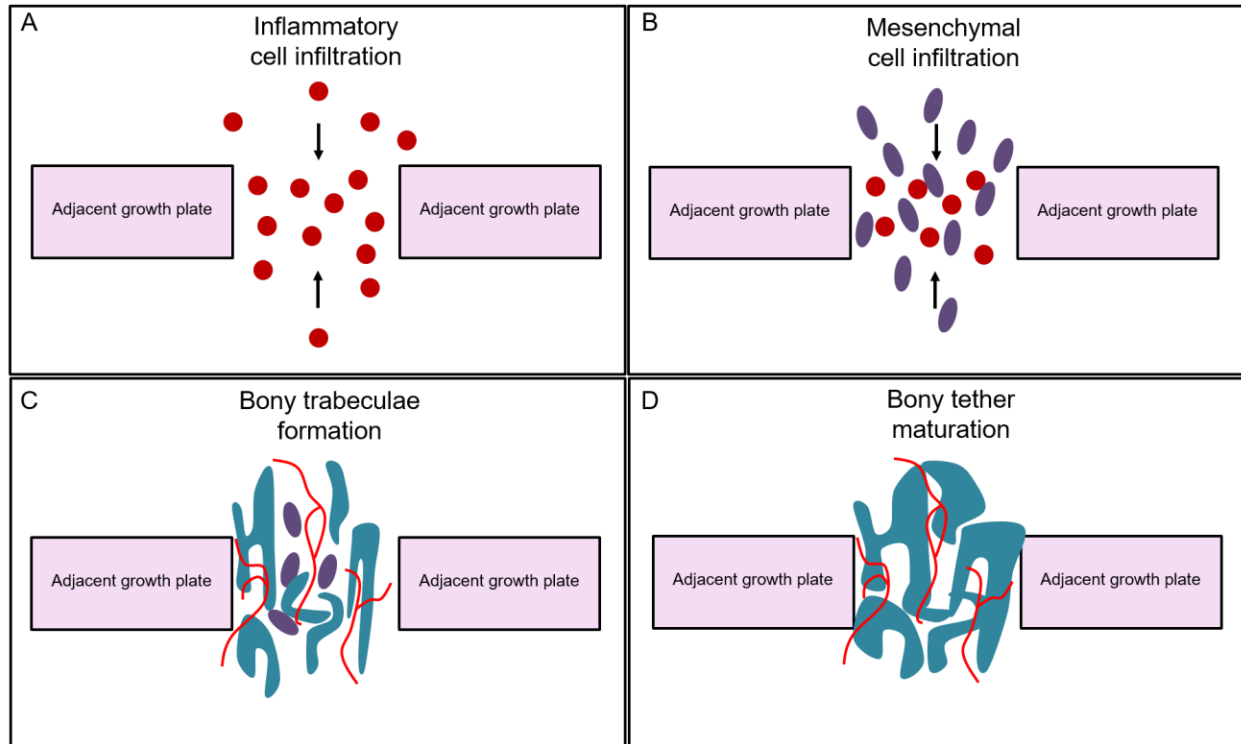 A
Inflammatory
cell infiltration
Adjacent growth plate
Adjacent growth plate
B
Mesenchymal
cell infiltration
Adjacent growth plate
Adjacent growth plate
C
Bony trabeculae
formation
Adjacent growth plate
Adjacent growth plate
D
Bony tether
maturation
Adjacent growth plate
Adjacent growth plate